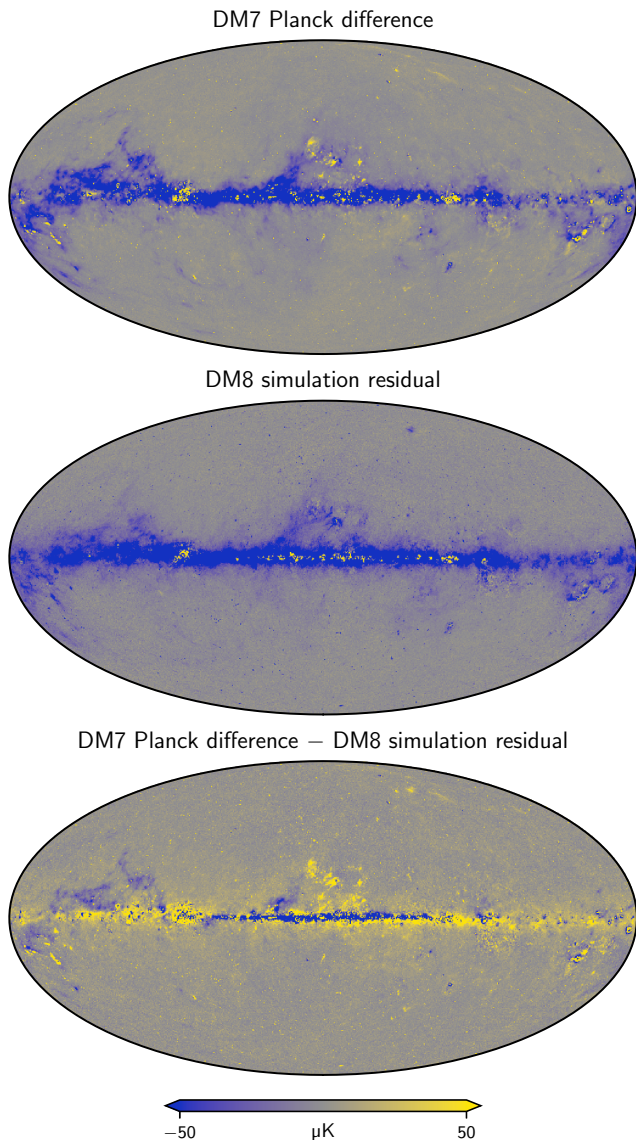 DM7 Planck difference
DM8 simulation residual
DM7 Planck difference − DM8 simulation residual
−50 μK 50